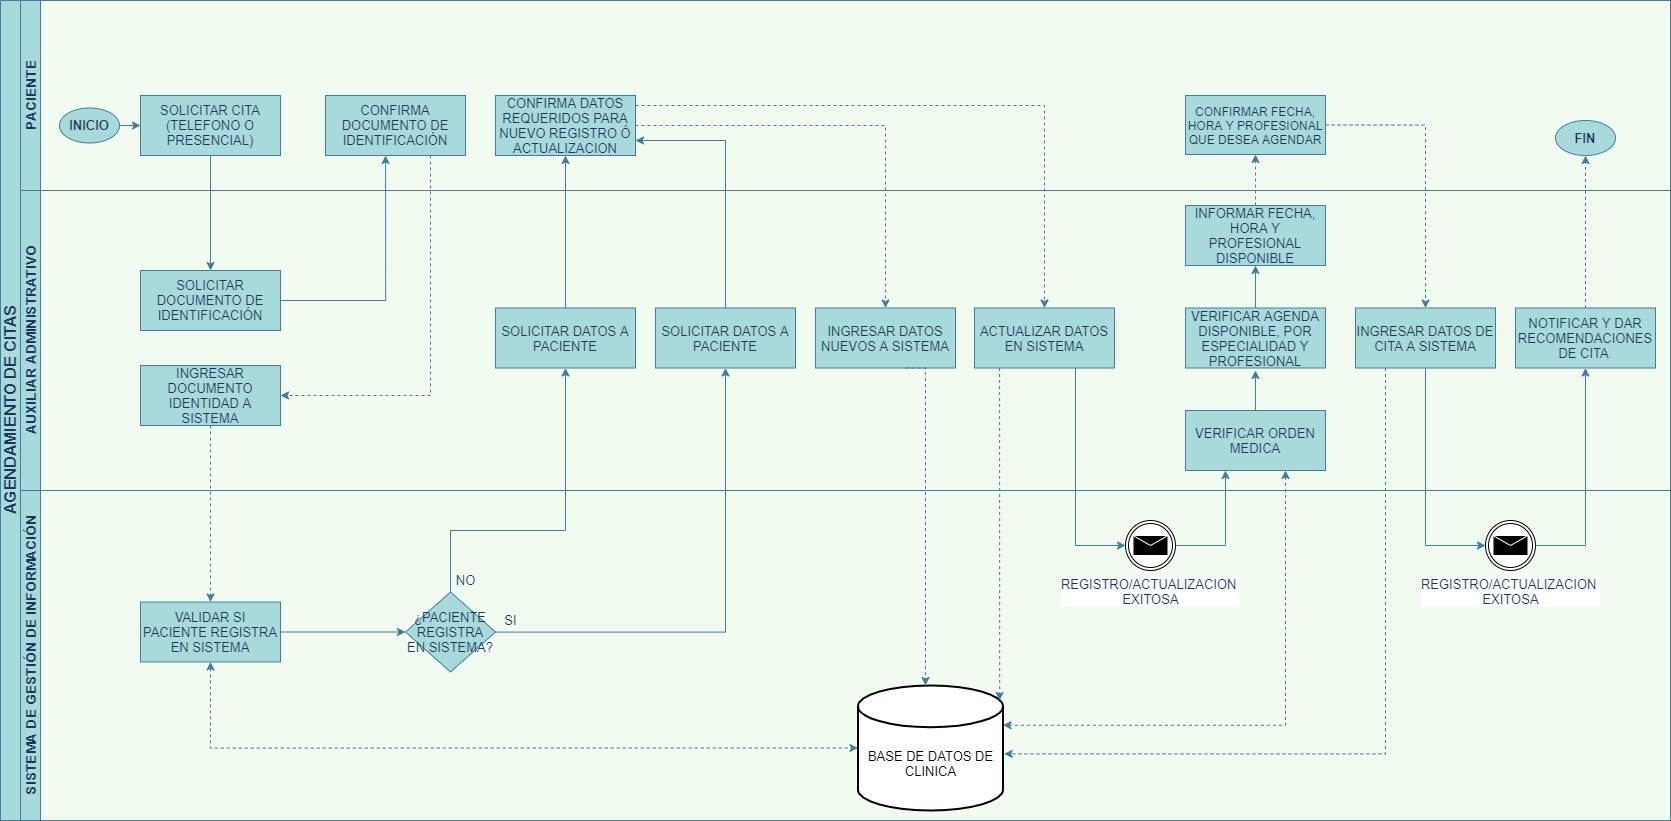 AGENDAMIENTO DE CITAS
PACIENTE
INICIO
SOLICITAR CITA
(TELEFONO O
PRESENCIAL)
CONFIRMA
DOCUMENTO DE
IDENTIFICACIÓN
CONFIRMA DATOS
REQUERIDOS PARA
NUEVO REGISTRO Ó
ACTUALIZACION
CONFIRMAR FECHA,
HORA Y PROFESIONAL
QUE DESEA AGENDAR
FIN
AUXILIAR ADMINISTRATIVO
SOLICITAR
DOCUMENTO DE
IDENTIFICACIÓN
INGRESAR
DOCUMENTO
IDENTIDAD A
SISTEMA
SOLICITAR DATOS A
PACIENTE
SOLICITAR DATOS A
PACIENTE
INGRESAR DATOS
NUEVOS A SISTEMA
ACTUALIZAR DATOS
EN SISTEMA
INFORMAR FECHA,
HORA Y
PROFESIONAL
DISPONIBLE
VERIFICAR AGENDA
DISPONIBLE, POR
ESPECIALIDAD Y
PROFESIONAL
VERIFICAR ORDEN
MEDICA
INGRESAR DATOS DE
CITA A SISTEMA
NOTIFICAR Y DAR
RECOMENDACIONES
DE CITA
SISTEMA DE GESTIÓN DE INFORMACIÓN
VALIDAR SI
PACIENTE REGISTRA
EN SISTEMA
NO
¿PACIENTE
REGISTRA
EN SISTEMA?
SI
REGISTRO/ACTUALIZACION
EXITOSA
REGISTRO/ACTUALIZACION
EXITOSA
BASE DE DATOS DE
CLINICA